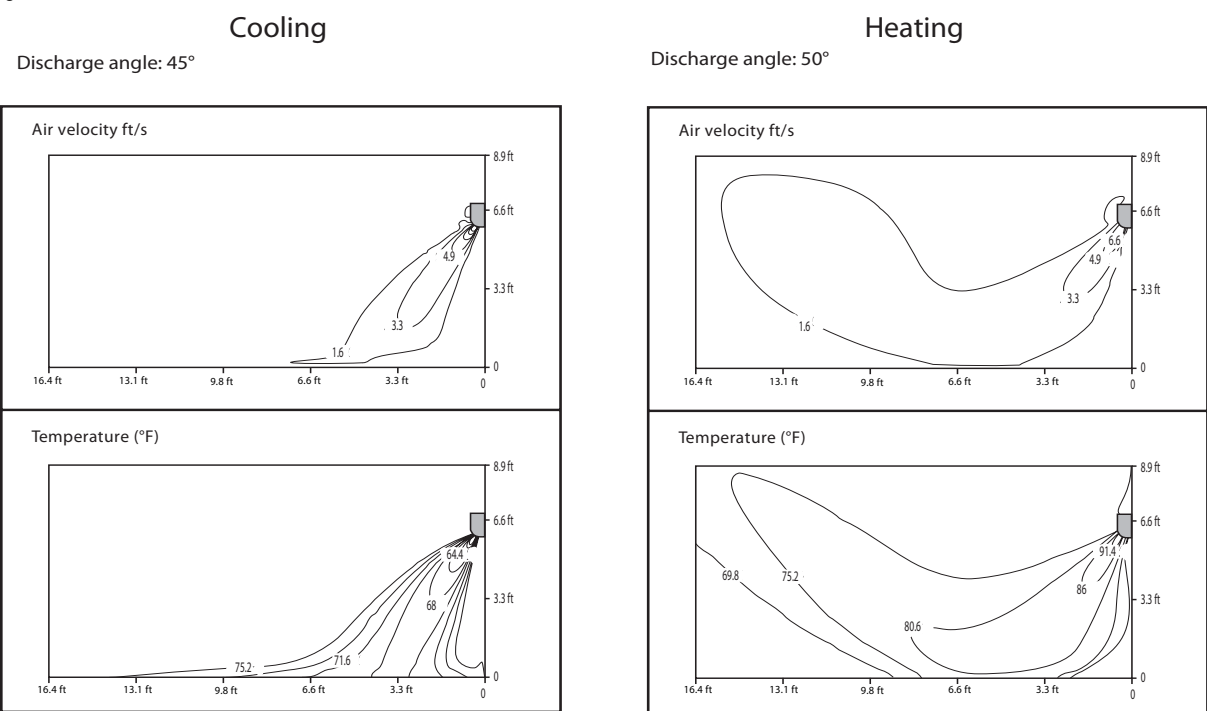 Cooling
Discharge angle: 45°
Air velocity ft/s
8.9 ft
6.6 ft
4.9
3.3 ft
3.3
1.6
0
16.4 ft 13.1 ft 9.8 ft 6.6 ft 3.3 ft 0
Temperature (°F)
8.9 ft
6.6 ft
64.4
68
3.3 ft
75.2 71.6
0
16.4 ft 13.1 ft 9.8 ft 6.6 ft 3.3 ft 0
Heating
Discharge angle: 50°
Air velocity ft/s
8.9 ft
6.6 ft
6.6
4.9
3.3 ft
3.3
1.6
0
16.4 ft 13.1 ft 9.8 ft 6.6 ft 3.3 ft 0
Temperature (°F)
8.9 ft
6.6 ft
91.4
69.8 75.2
86
3.3 ft
80.6
0
16.4 ft 13.1 ft 9.8 ft 6.6 ft 3.3 ft 0